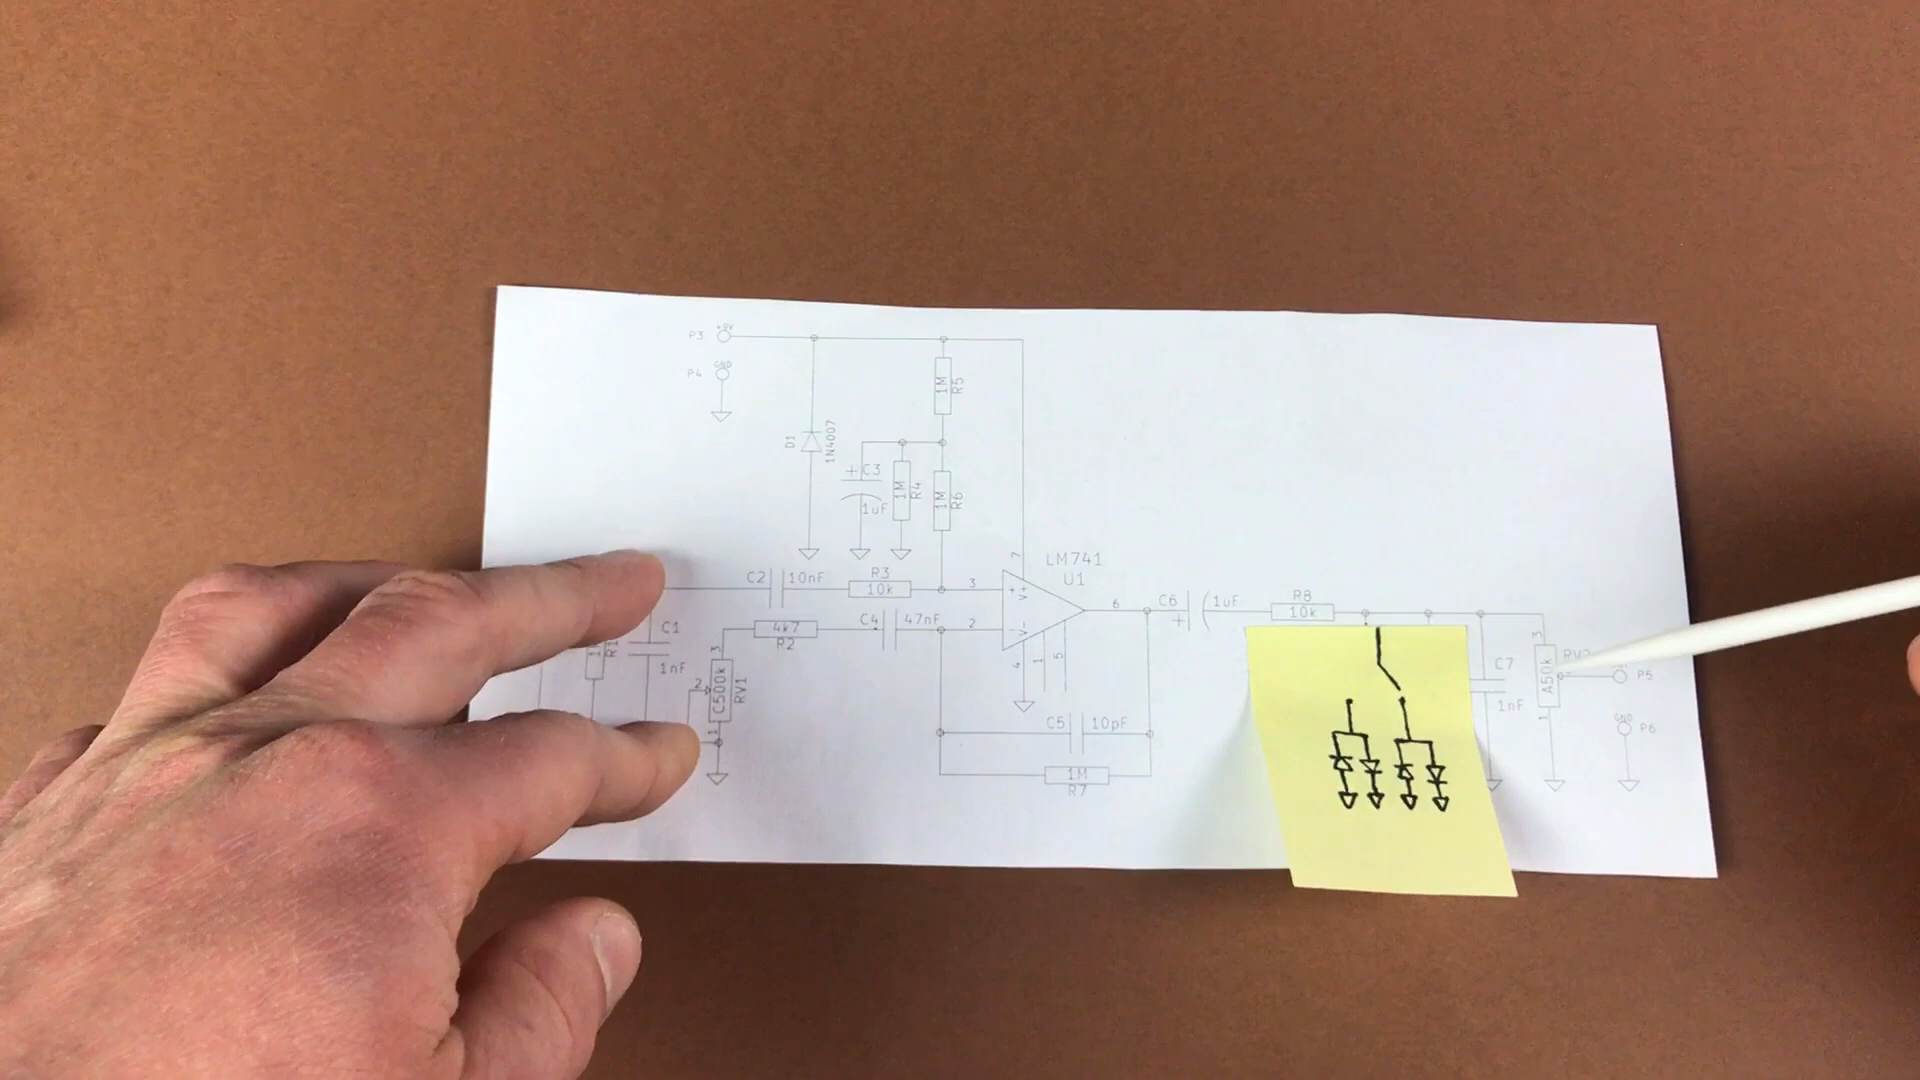 P3
+9V
P4
GND
1M
R5
D1
1N4007
+ C3
1uF
1M
R4
1M
R6
LM741
U1
7
C2
10nF
R3
10k
3
+
V+
6
C6
+
1uF
R8
10k
C4
47nF
2
-
V-
4k7
R2
C1
1nF
3
2
C500k
RV1
1
4
1
5
C5
10pF
1M
R7
C7
1nF
3
A50k
1
P5
GND
P6